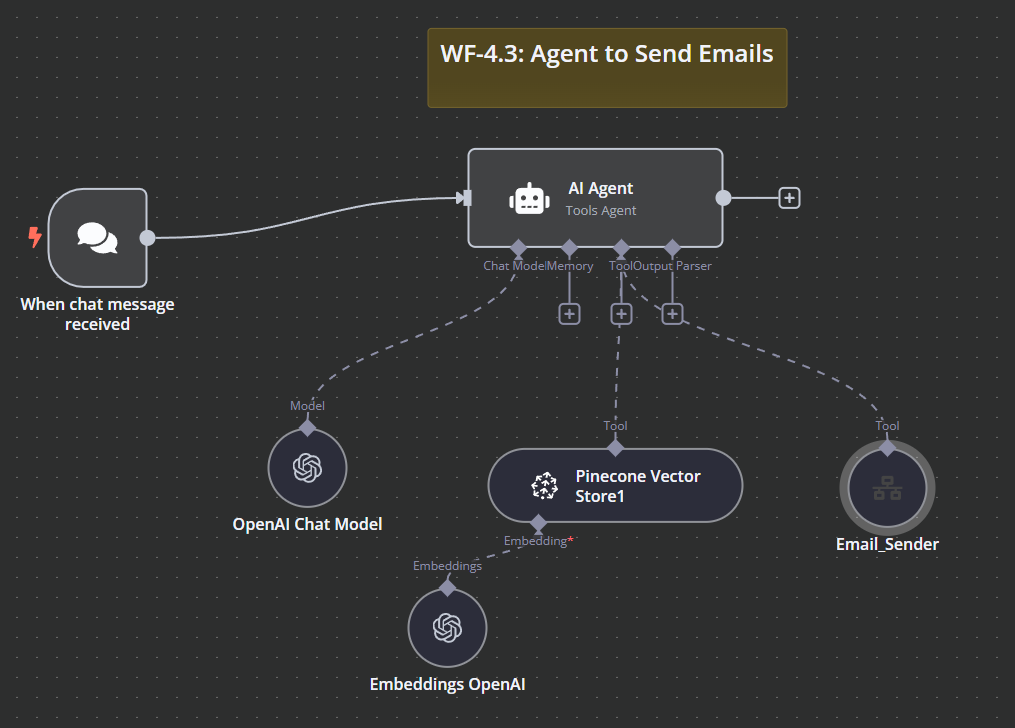 WF-4.3: Agent to Send Emails
AI Agent
Tools Agent
Chat Model
Memory
Tool
Output Parser
When chat message
received
Model
OpenAI Chat Model
Tool
Pinecone Vector
Store1
Embedding*
Tool
Email_Sender
Embeddings
Embeddings OpenAI